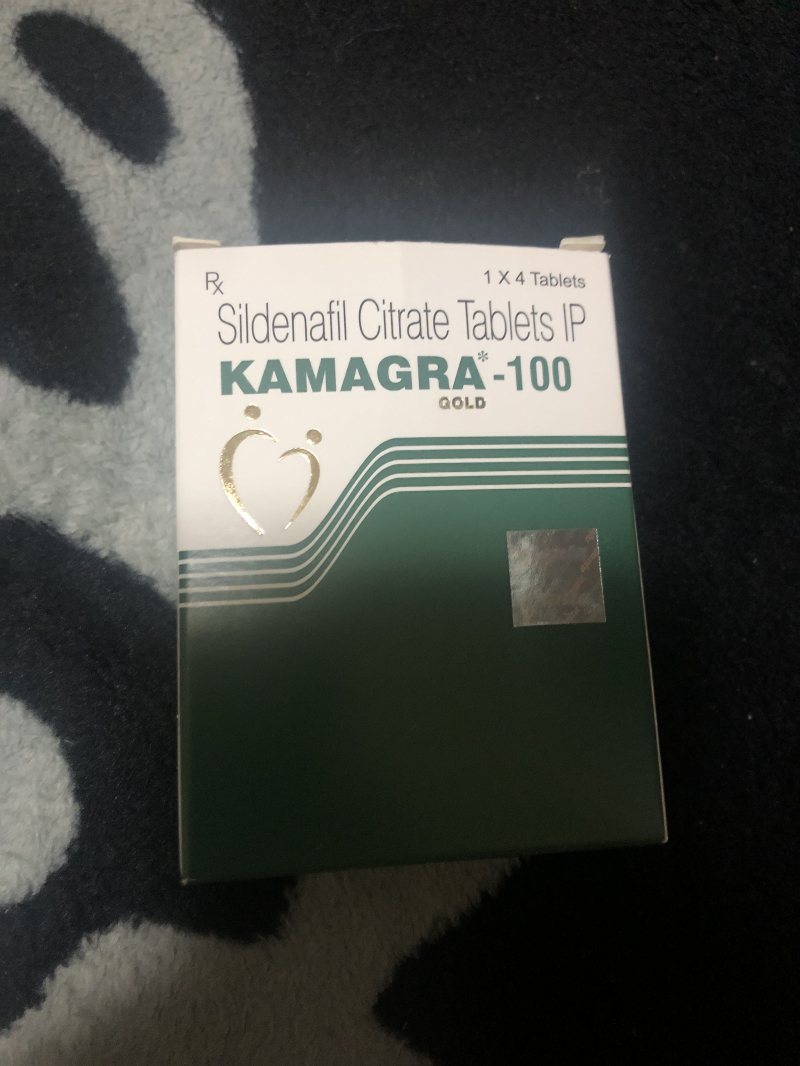 Rx
1 X 4 Tablets
Sildenafil Citrate Tablets IP
KAMAGRA*-100
GOLD